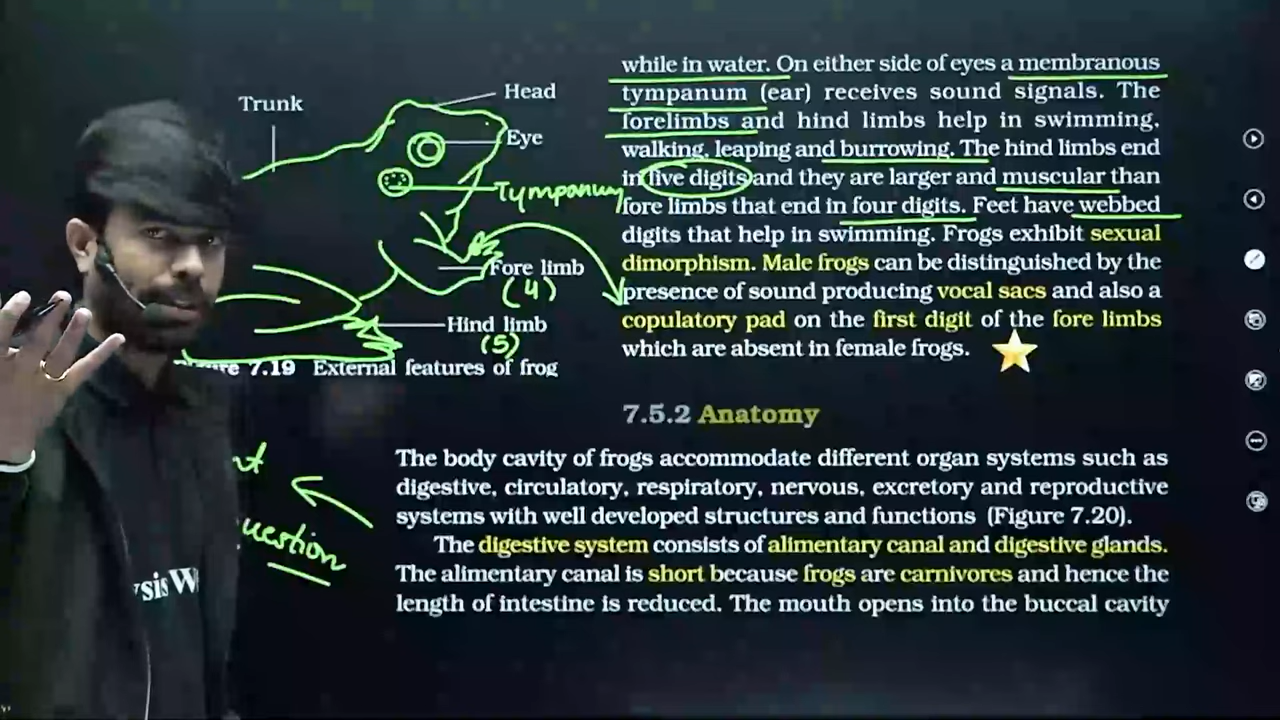 while in water. On either side of eyes a membranous
tympanum (ear) receives sound signals. The
forelimbs and hind limbs help in swimming,
walking, leaping and burrowing. The hind limbs end
in five digits and they are larger and muscular than
fore limbs that end in four digits. Feet have webbed
digits that help in swimming. Frogs exhibit sexual
dimorphism. Male frogs can be distinguished by the
presence of sound producing vocal sacs and also a
copulatory pad on the first digit of the fore limbs
which are absent in female frogs.
Trunk
Head
Eye
Tympanum
Fore limb
(4)
Hind limb
(5)
7.19 External features of frog
7.5.2 Anatomy
The body cavity of frogs accommodate different organ systems such as
digestive, circulatory, respiratory, nervous, excretory and reproductive
systems with well developed structures and functions (Figure 7.20).
The digestive system consists of alimentary canal and digestive glands.
The alimentary canal is short because frogs are carnivores and hence the
length of intestine is reduced. The mouth opens into the buccal cavity
uestion
ysis W